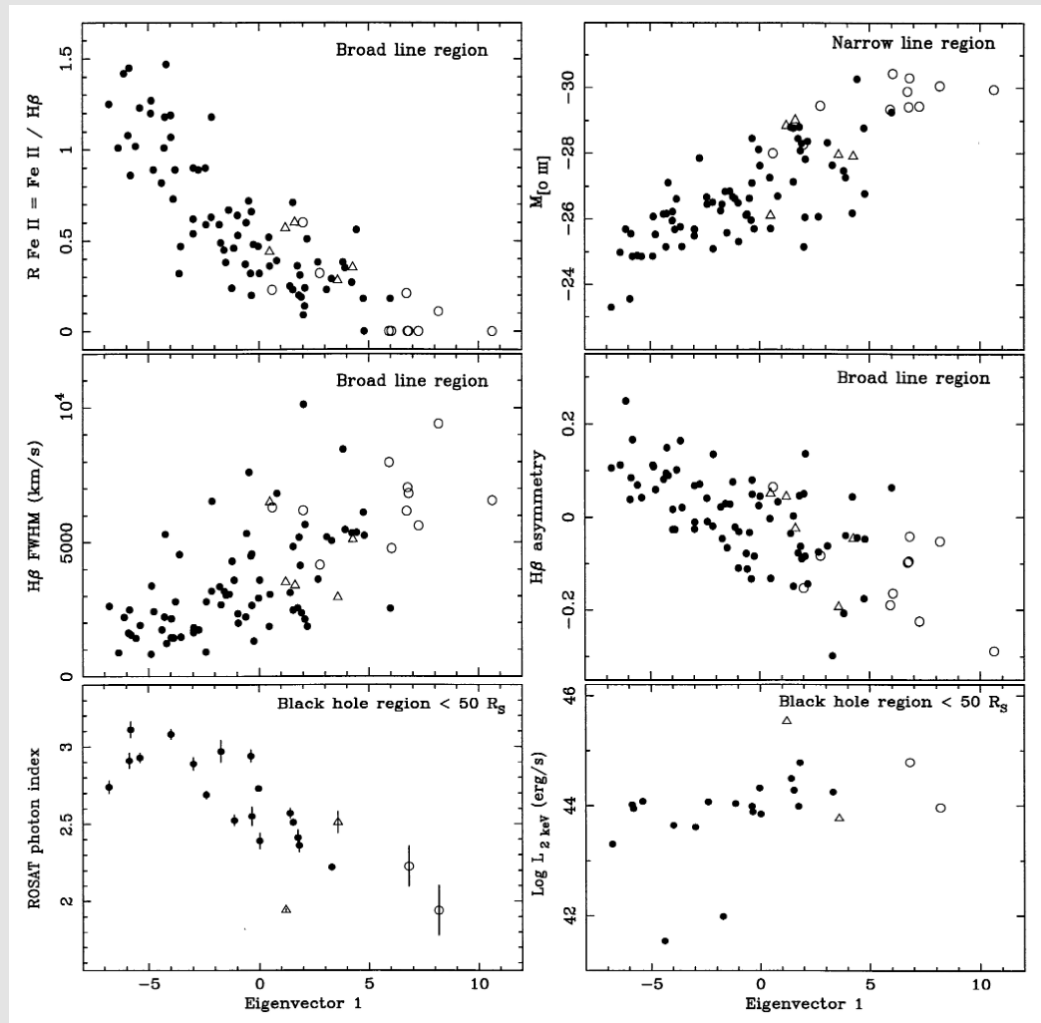 Broad line region
R Fe II = Fe II / Hβ
1.5
1
0.5
0
Narrow line region
M[O III]
-30
-28
-26
-24
Broad line region
Hβ FWHM (km/s)
10⁴
5000
0
Broad line region
Hβ asymmetry
0.2
0
-0.2
Black hole region < 50 R_S
ROSAT photon index
3
2.5
2
-5
0
5
10
Eigenvector 1
Black hole region < 50 R_S
Log L_2 keV (erg/s)
46
44
42
-5
0
5
10
Eigenvector 1